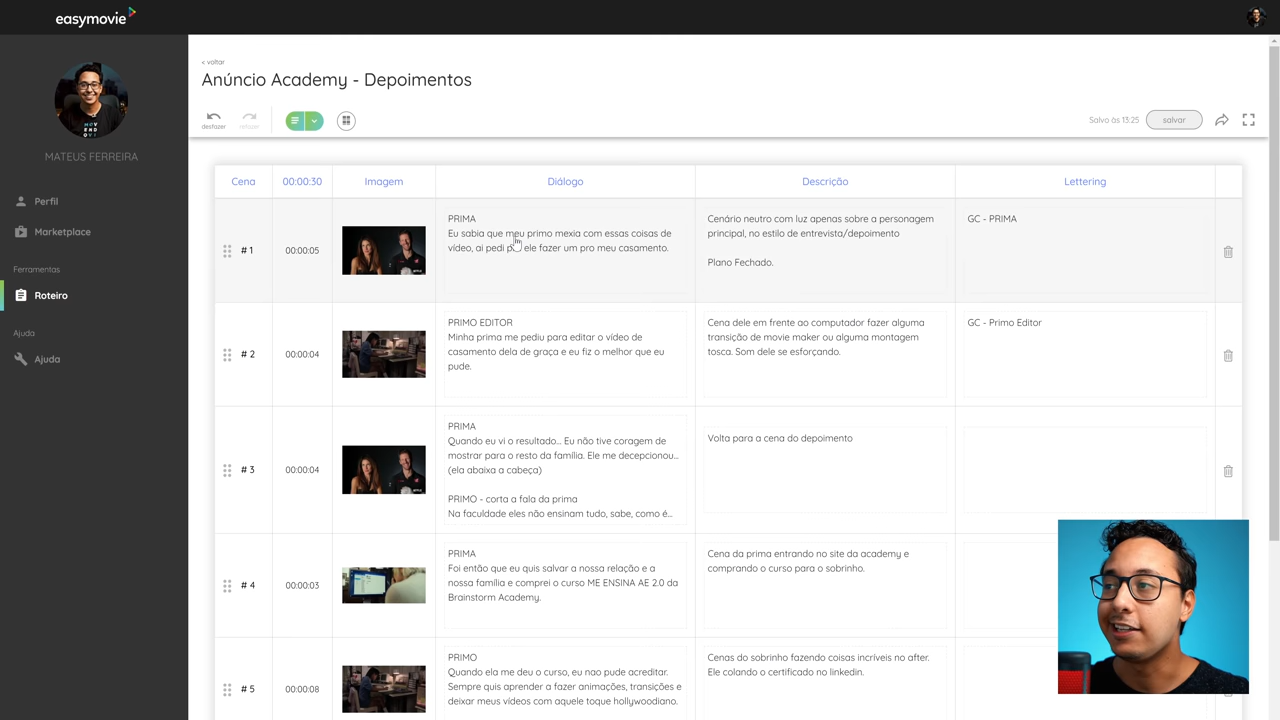 easymovie
MATEUS FERREIRA
Perfil
Marketplace
Ferramentas
Roteiro
Ajuda
Ajuda
< voltar
Anúncio Academy - Depoimentos
desfazer
refazer
Salvo às 13:25
salvar
Cena
00:00:30
Imagem
Diálogo
Descrição
Lettering
# 1
00:00:05
PRIMA
Eu sabia que meu primo mexia com essas coisas de
vídeo, ai pedi ele fazer um pro meu casamento.
Cenário neutro com luz apenas sobre a personagem
principal, no estilo de entrevista/depoimento
Plano Fechado.
GC - PRIMA
# 2
00:00:04
PRIMO EDITOR
Minha prima me pediu para editar o vídeo de
casamento dela de graça e eu fiz o melhor que eu
pude.
Cena dele em frente ao computador fazer alguma
transição de movie maker ou alguma montagem
tosca. Som dele se esforçando.
GC - Primo Editor
# 3
00:00:04
PRIMA
Quando eu vi o resultado... Eu não tive coragem de
mostrar para o resto da família. Ele me decepcionou...
(ela abaixa a cabeça)
PRIMO - corta a fala da prima
Na faculdade eles não ensinam tudo, sabe, como é...
Volta para a cena do depoimento
# 4
00:00:03
PRIMA
Foi então que eu quis salvar a nossa relação e a
nossa família e comprei o curso ME ENSINA AE 2.0 da
Brainstorm Academy.
Cena da prima entrando no site da academy e
comprando o curso para o sobrinho.
# 5
00:00:08
PRIMO
Quando ela me deu o curso, eu nao pude acreditar.
Sempre quis aprender a fazer animações, transições e
deixar meus vídeos com aquele toque hollywoodiano.
Cenas do sobrinho fazendo coisas incríveis no after.
Ele colando o certificado no linkedin.